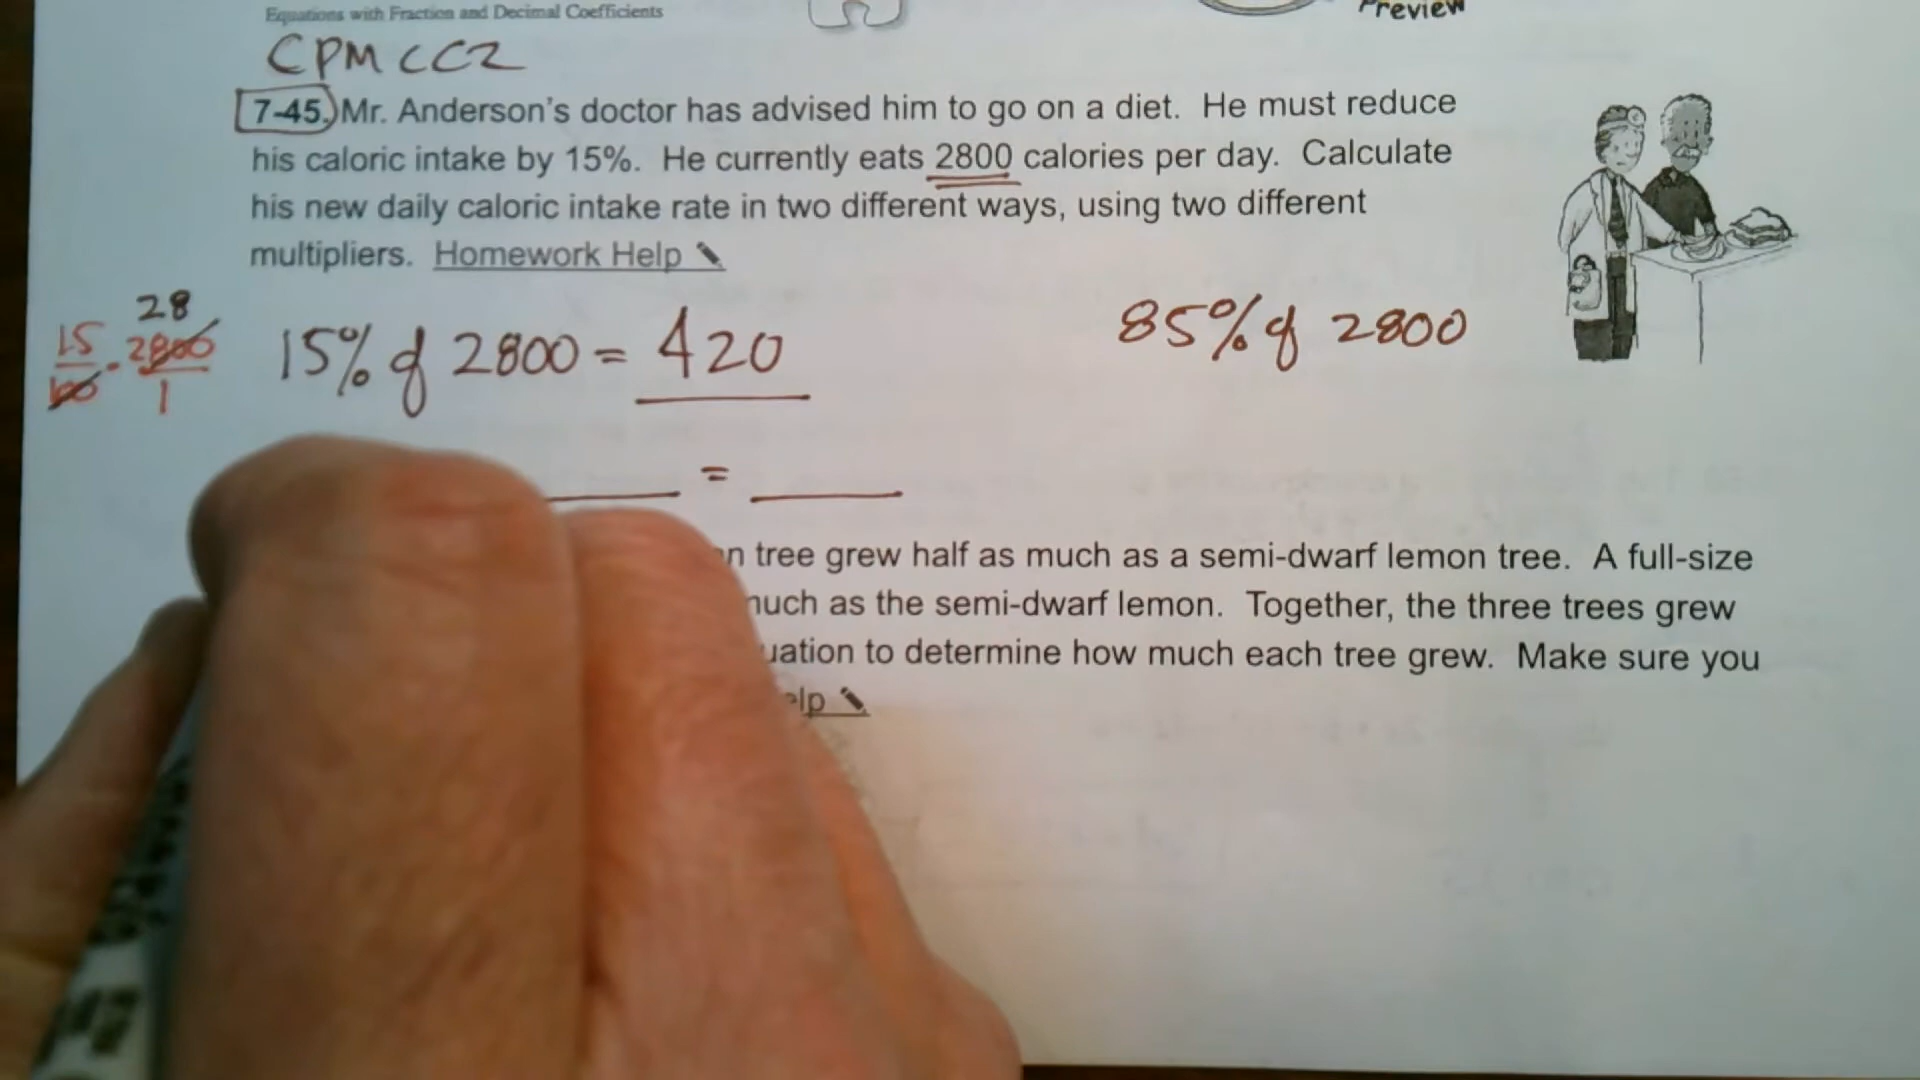 Equations with Fraction and Decimal Coefficients
Preview
CPM CC2
7-45. Mr. Anderson's doctor has advised him to go on a diet. He must reduce
his caloric intake by 15%. He currently eats 2800 calories per day. Calculate
his new daily caloric intake rate in two different ways, using two different
multipliers. Homework Help
28
15/100 · 2800/1
15% of 2800 = 420
85% of 2800
=
tree grew half as much as a semi-dwarf lemon tree. A full-size
as the semi-dwarf lemon. Together, the three trees grew
to determine how much each tree grew. Make sure you